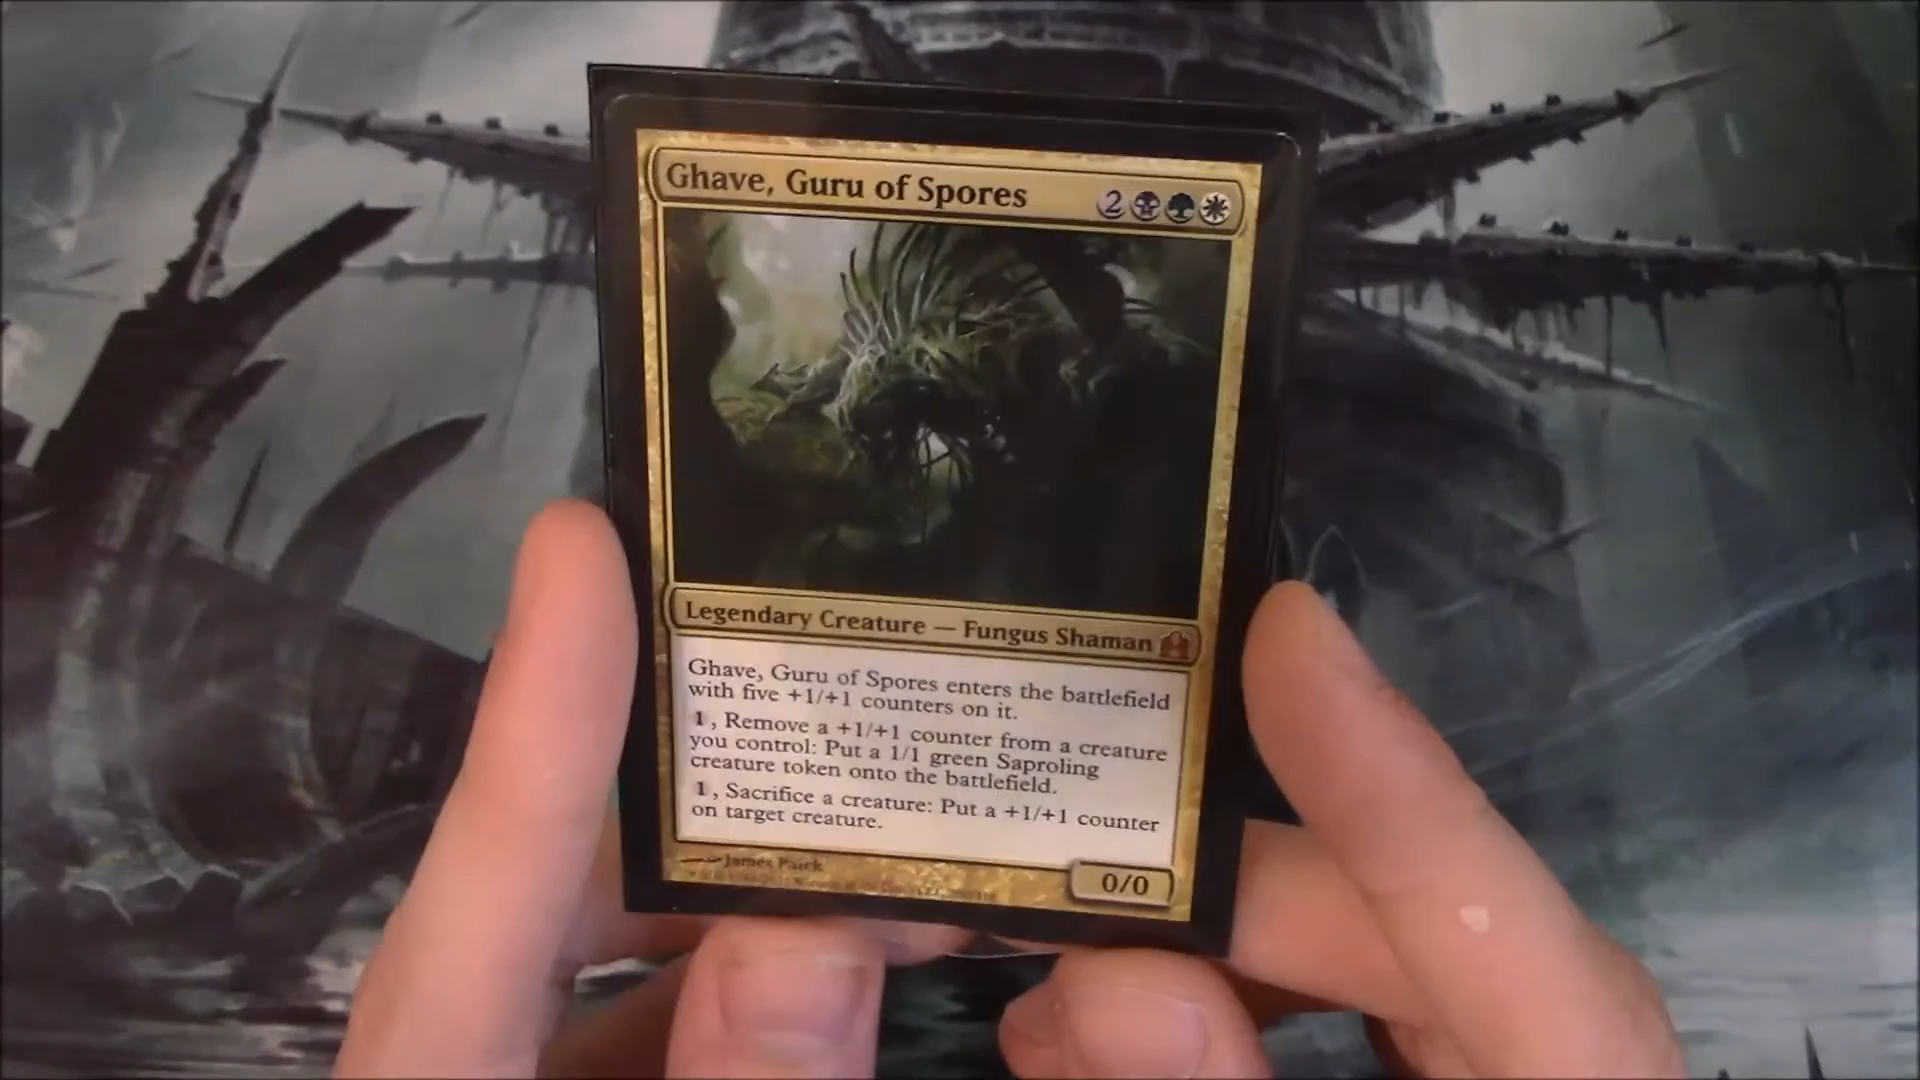 Ghave, Guru of Spores 2
Legendary Creature — Fungus Shaman
Ghave, Guru of Spores enters the battlefield
with five +1/+1 counters on it.
1, Remove a +1/+1 counter from a creature
you control: Put a 1/1 green Saproling
creature token onto the battlefield.
1, Sacrifice a creature: Put a +1/+1 counter
on target creature.
James Paick
0/0